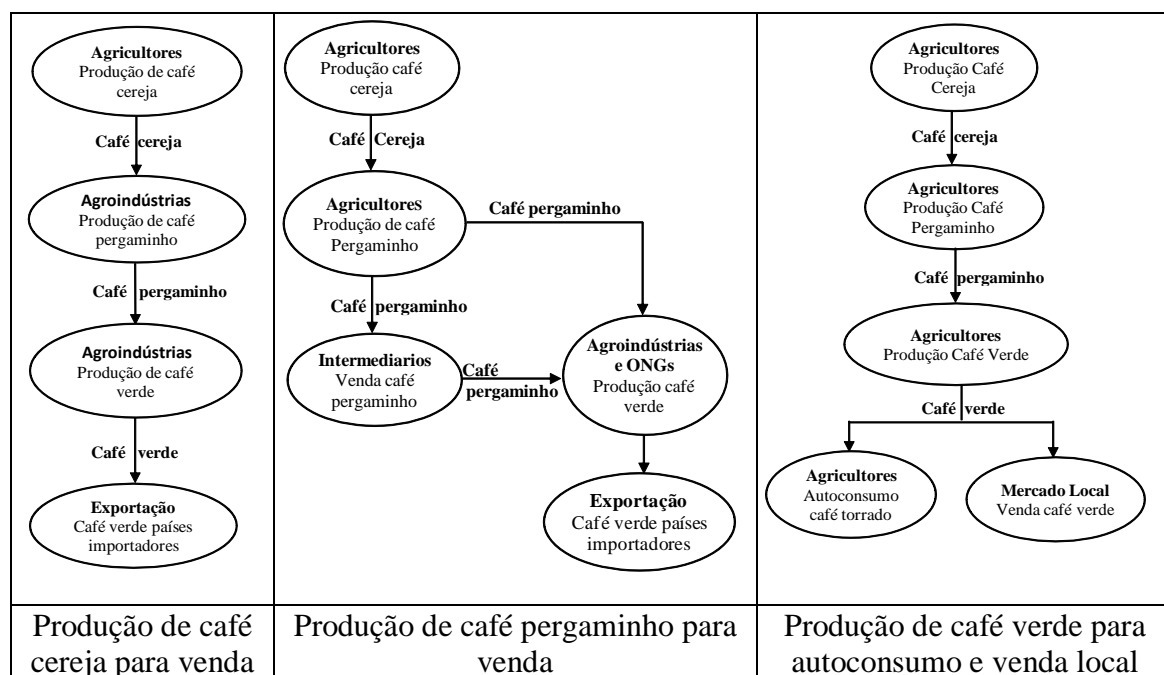 Agricultores
Produção de café
cereja
Café cereja
Agroindústrias
Produção de café
pergaminho
Café pergaminho
Agroindústrias
Produção de café
verde
Café verde
Exportação
Café verde países
importadores
Produção de café
cereja para venda
Agricultores
Produção café
cereja
Café Cereja
Agricultores
Produção de café
Pergaminho
Café pergaminho
Café pergaminho
Intermediarios
Venda café
pergaminho
Café
pergaminho
Agroindústrias
e ONGs
Produção café
verde
Exportação
Café verde países
importadores
Produção de café pergaminho para
venda
Agricultores
Produção Café
Cereja
Café cereja
Agricultores
Produção Café
Pergaminho
Café pergaminho
Agricultores
Produção Café Verde
Café verde
Agricultores
Autoconsumo
café torrado
Mercado Local
Venda café verde
Produção de café verde para
autoconsumo e venda local